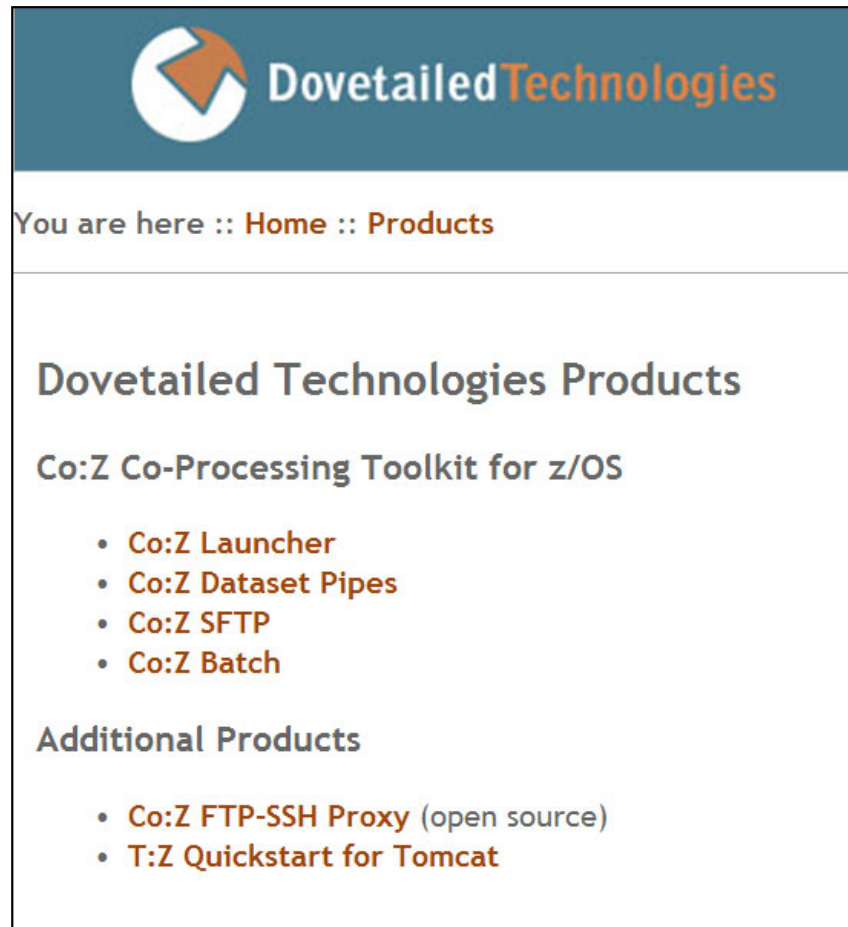 DovetailedTechnologies
You are here :: Home :: Products
Dovetailed Technologies Products
Co:Z Co-Processing Toolkit for z/OS
• Co:Z Launcher
• Co:Z Dataset Pipes
• Co:Z SFTP
• Co:Z Batch
Additional Products
• Co:Z FTP-SSH Proxy (open source)
• T:Z Quickstart for Tomcat